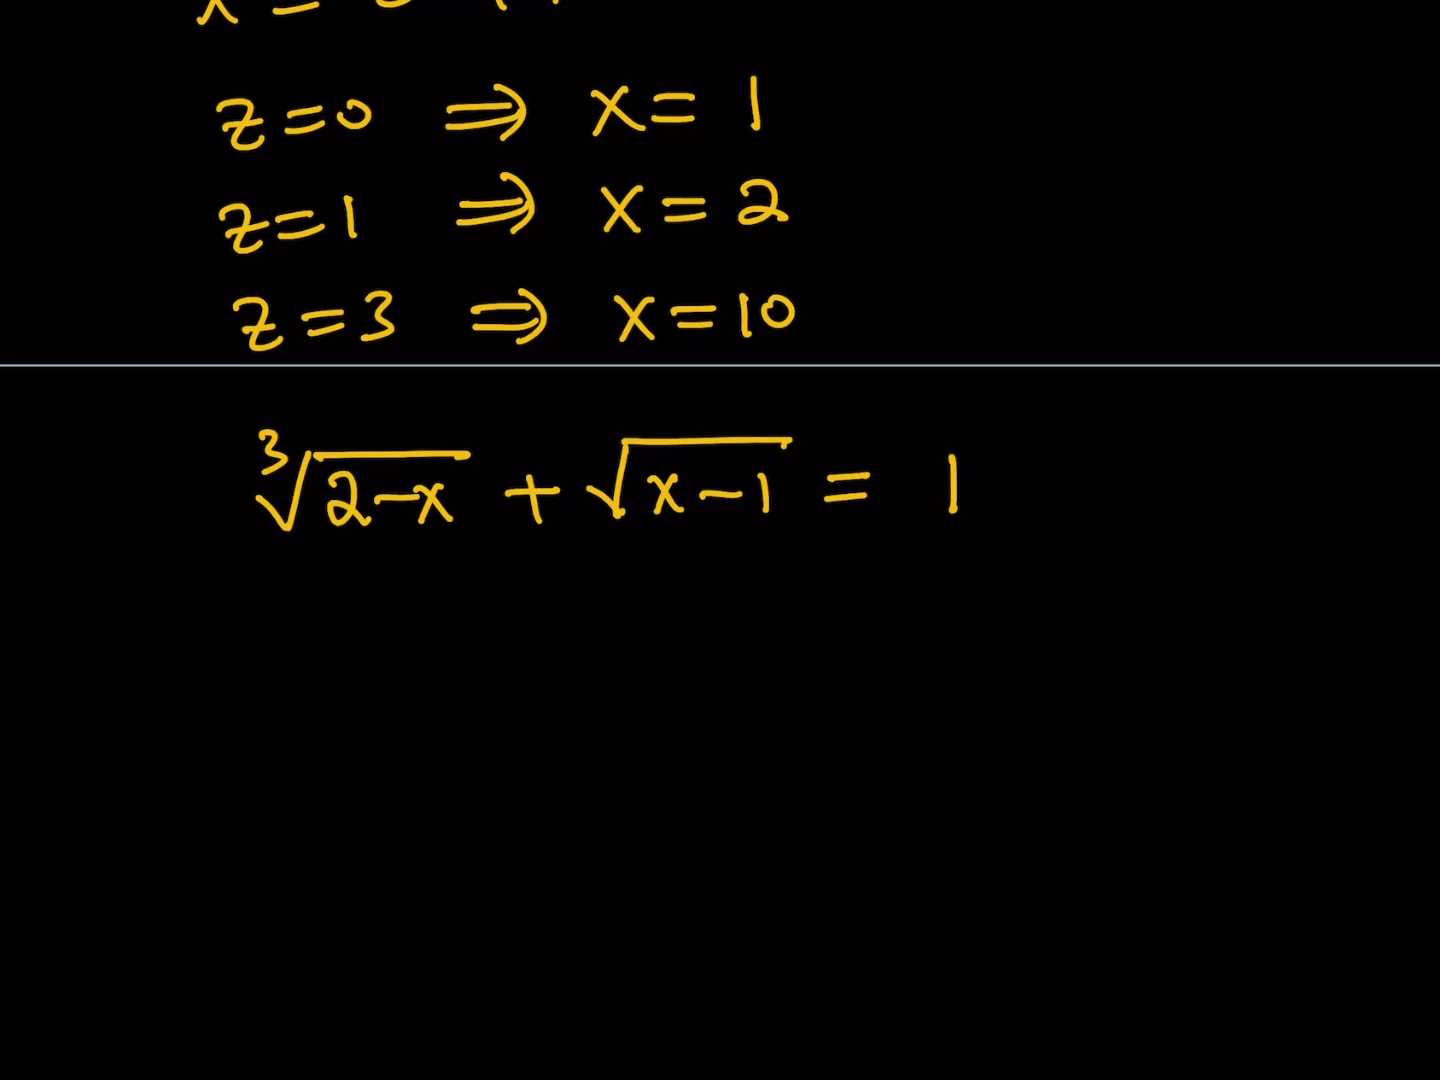 z=0 ⇒ x= 1
z=1 ⇒ x= 2
z=3 ⇒ x=10
∛(2-x) + √(x-1) = 1